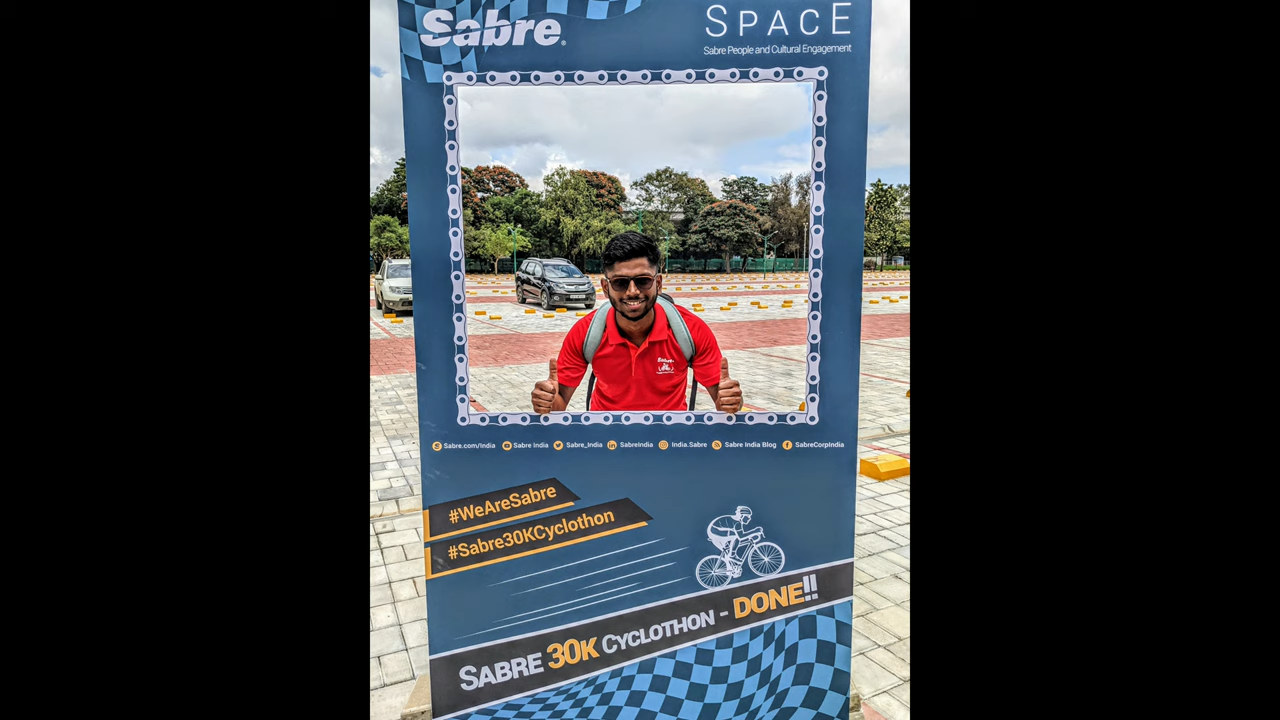 Sabre®
SPACE
Sabre People and Cultural Engagement
Sabre
Sabre.com/India Sabre India Sabre_India SabreIndia India.Sabre Sabre India Blog SabreCorpIndia
#WeAreSabre
#Sabre30KCyclothon
SABRE 30K CYCLOTHON - DONE!!